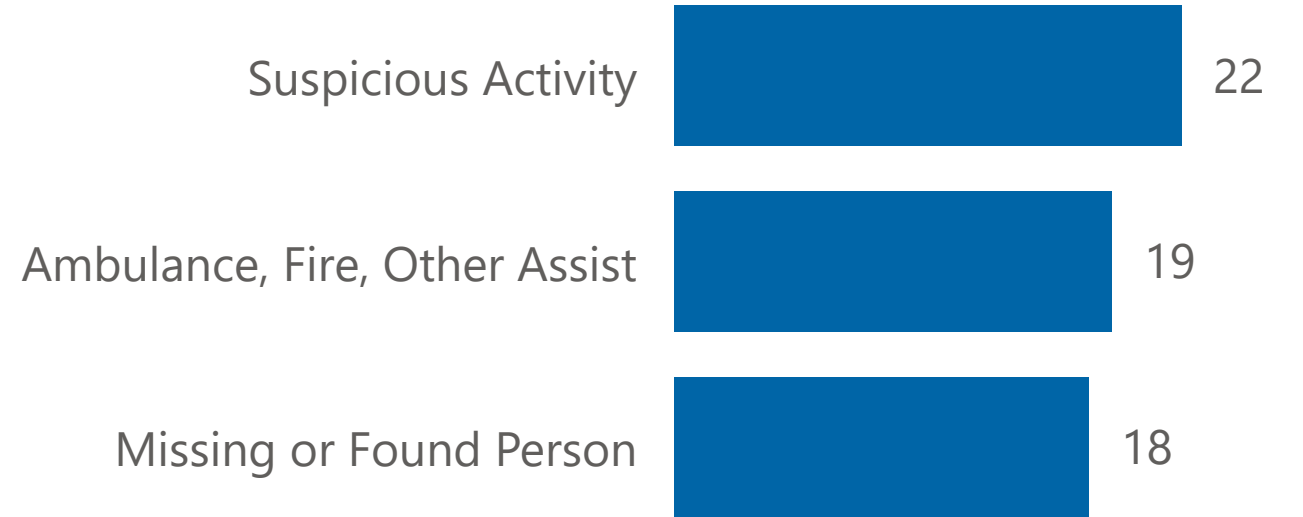 Suspicious Activity 22
Ambulance, Fire, Other Assist 19
Missing or Found Person 18